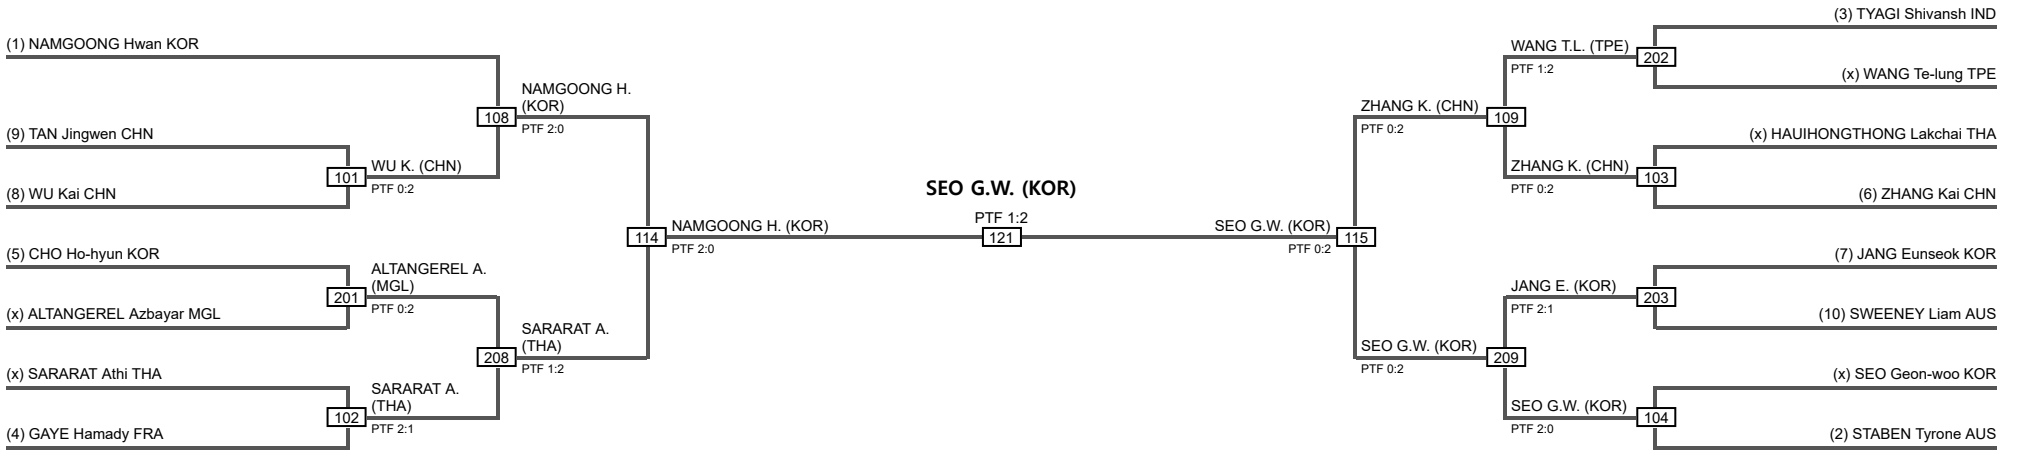 (1) NAMGOONG Hwan KOR
(9) TAN Jingwen CHN
(8) WU Kai CHN
(5) CHO Ho-hyun KOR
(x) ALTANGEREL Azbayar MGL
(x) SARARAT Athi THA
(4) GAYE Hamady FRA
101
WU K. (CHN)
PTF 0:2
201
ALTANGEREL A.
(MGL)
PTF 0:2
102
SARARAT A.
(THA)
PTF 2:1
108
NAMGOONG H.
(KOR)
PTF 2:0
208
SARARAT A.
(THA)
PTF 1:2
114
NAMGOONG H. (KOR)
PTF 2:0
SEO G.W. (KOR)
PTF 1:2
121
SEO G.W. (KOR)
PTF 0:2
115
ZHANG K. (CHN)
PTF 0:2
109
SEO G.W. (KOR)
PTF 0:2
209
WANG T.L. (TPE)
PTF 1:2
202
ZHANG K. (CHN)
PTF 0:2
103
JANG E. (KOR)
PTF 2:1
203
SEO G.W. (KOR)
PTF 2:0
104
(3) TYAGI Shivansh IND
(x) WANG Te-lung TPE
(x) HAUIHONGTHONG Lakchai THA
(6) ZHANG Kai CHN
(7) JANG Eunseok KOR
(10) SWEENEY Liam AUS
(x) SEO Geon-woo KOR
(2) STABEN Tyrone AUS